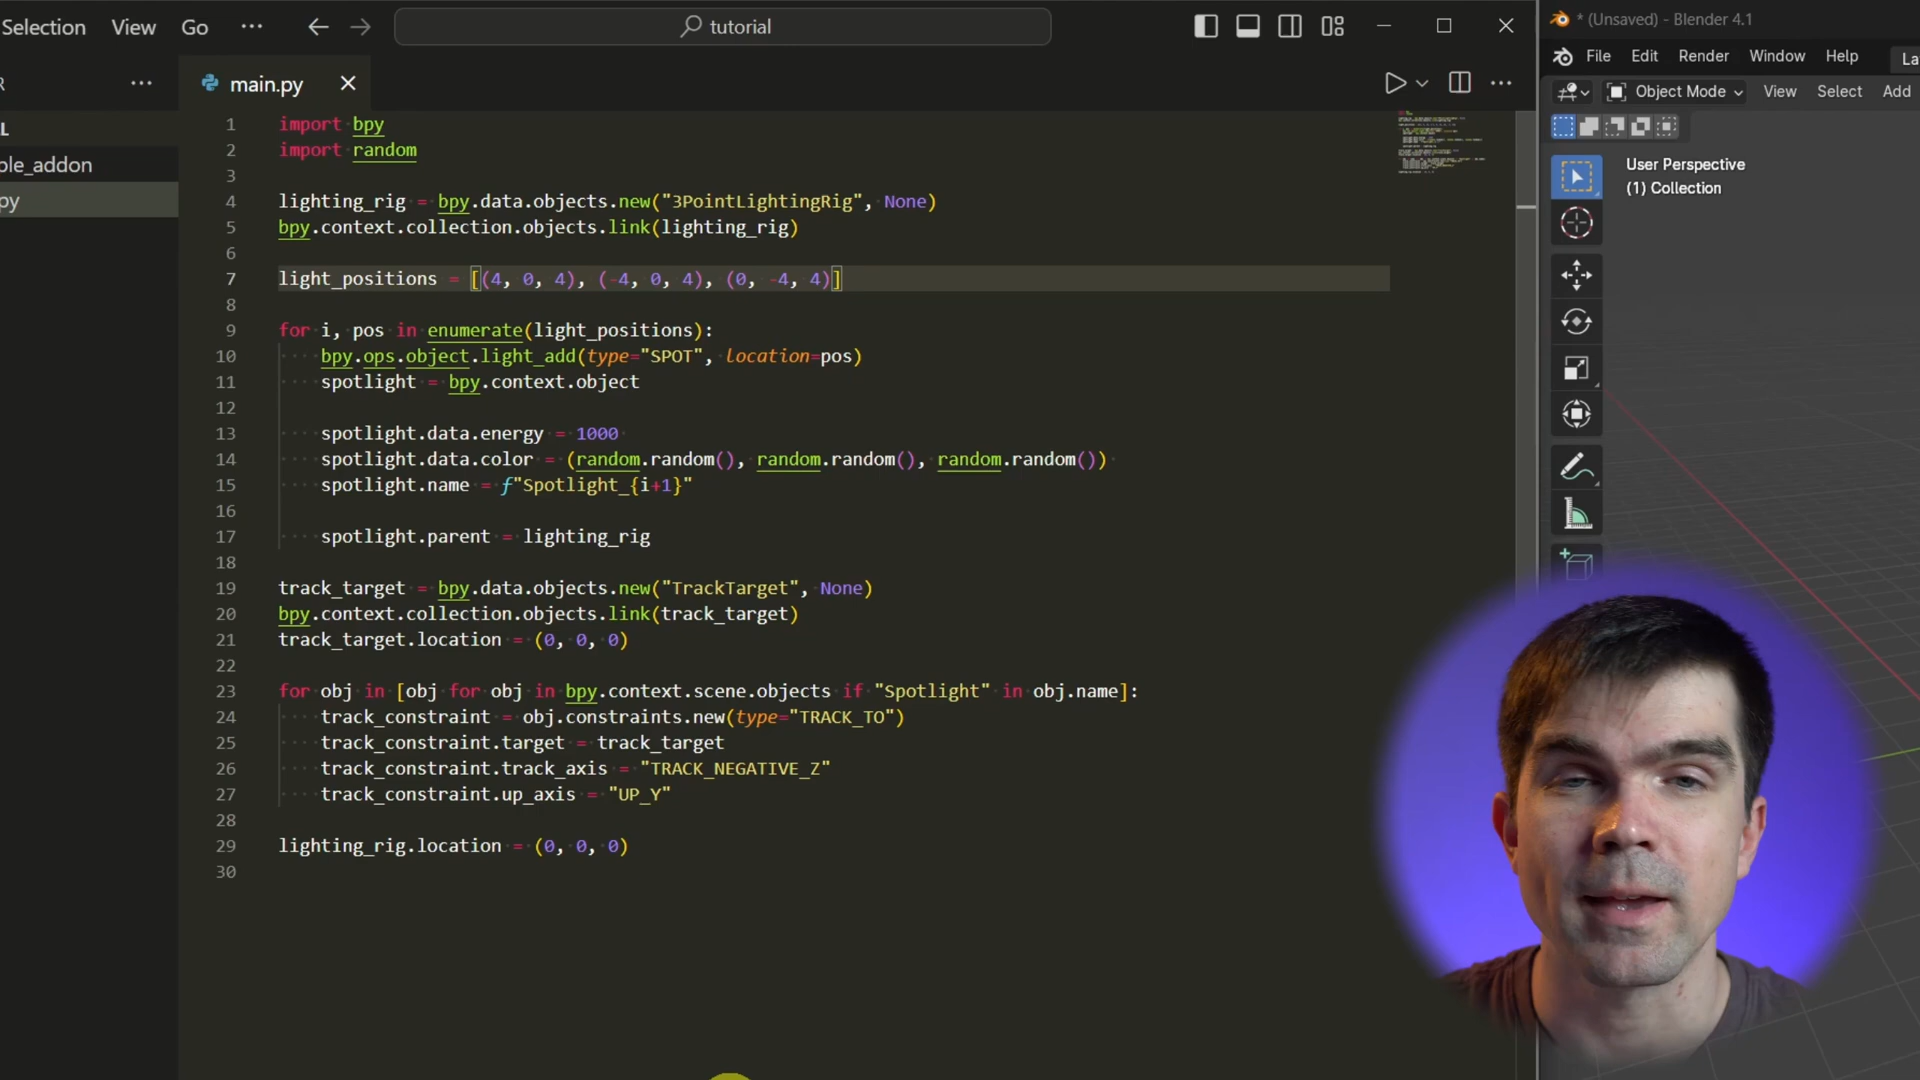 Selection View Go ··· tutorial
R ···
L
ple_addon
py
main.py
1 import bpy
2 import random
3
4 lighting_rig = bpy.data.objects.new("3PointLightingRig", None)
5 bpy.context.collection.objects.link(lighting_rig)
6
7 light_positions = [(4, 0, 4), (-4, 0, 4), (0, -4, 4)]
8
9 for i, pos in enumerate(light_positions):
10 bpy.ops.object.light_add(type="SPOT", location=pos)
11 spotlight = bpy.context.object
12
13 spotlight.data.energy = 1000
14 spotlight.data.color = (random.random(), random.random(), random.random())
15 spotlight.name = f"Spotlight_{i+1}"
16
17 spotlight.parent = lighting_rig
18
19 track_target = bpy.data.objects.new("TrackTarget", None)
20 bpy.context.collection.objects.link(track_target)
21 track_target.location = (0, 0, 0)
22
23 for obj in [obj for obj in bpy.context.scene.objects if "Spotlight" in obj.name]:
24 track_constraint = obj.constraints.new(type="TRACK_TO")
25 track_constraint.target = track_target
26 track_constraint.track_axis = "TRACK_NEGATIVE_Z"
27 track_constraint.up_axis = "UP_Y"
28
29 lighting_rig.location = (0, 0, 0)
30
* (Unsaved) - Blender 4.1
File Edit Render Window Help La
Object Mode View Select Add
User Perspective
(1) Collection